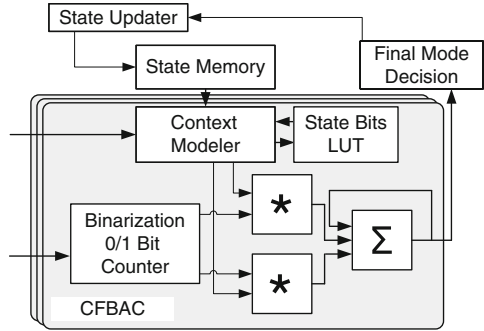 State Updater
State Memory
Final Mode
Decision
Context
Modeler
State Bits
LUT
*
Binarization
0/1 Bit
Counter
Σ
*
CFBAC